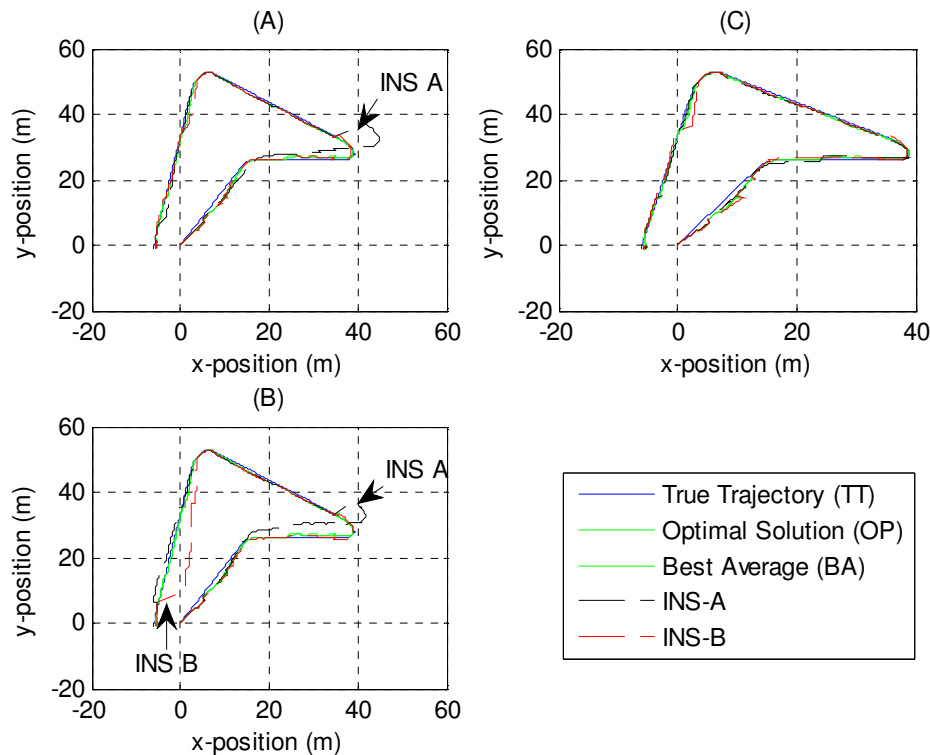 (A)
60
40
20
0
-20
-20
0
20
40
60
y-position (m)
x-position (m)
INS A
(C)
60
40
20
0
-20
-20
0
20
40
y-position (m)
x-position (m)
(B)
60
40
20
0
-20
-20
0
20
40
60
y-position (m)
x-position (m)
INS A
INS B
True Trajectory (TT)
Optimal Solution (OP)
Best Average (BA)
INS-A
INS-B